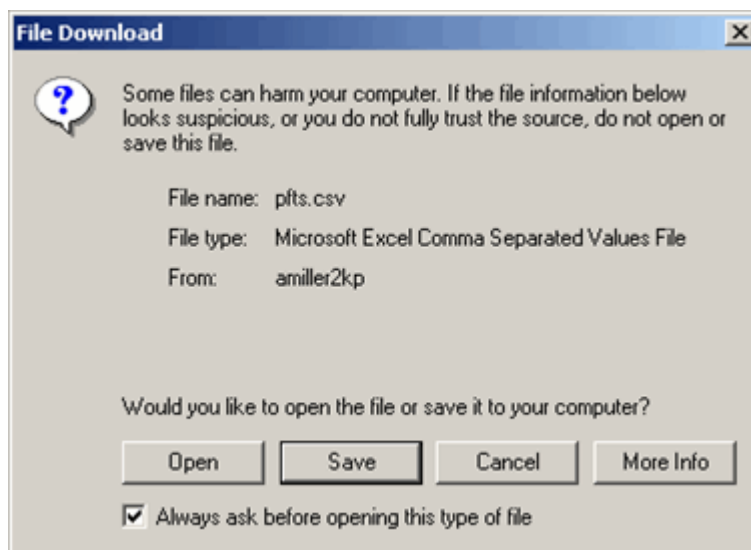 File Download
Some files can harm your computer. If the file information below
looks suspicious, or you do not fully trust the source, do not open or
save this file.
File name: pfts.csv
File type: Microsoft Excel Comma Separated Values File
From: amiller2kp
Would you like to open the file or save it to your computer?
Open Save Cancel More Info
Always ask before opening this type of file